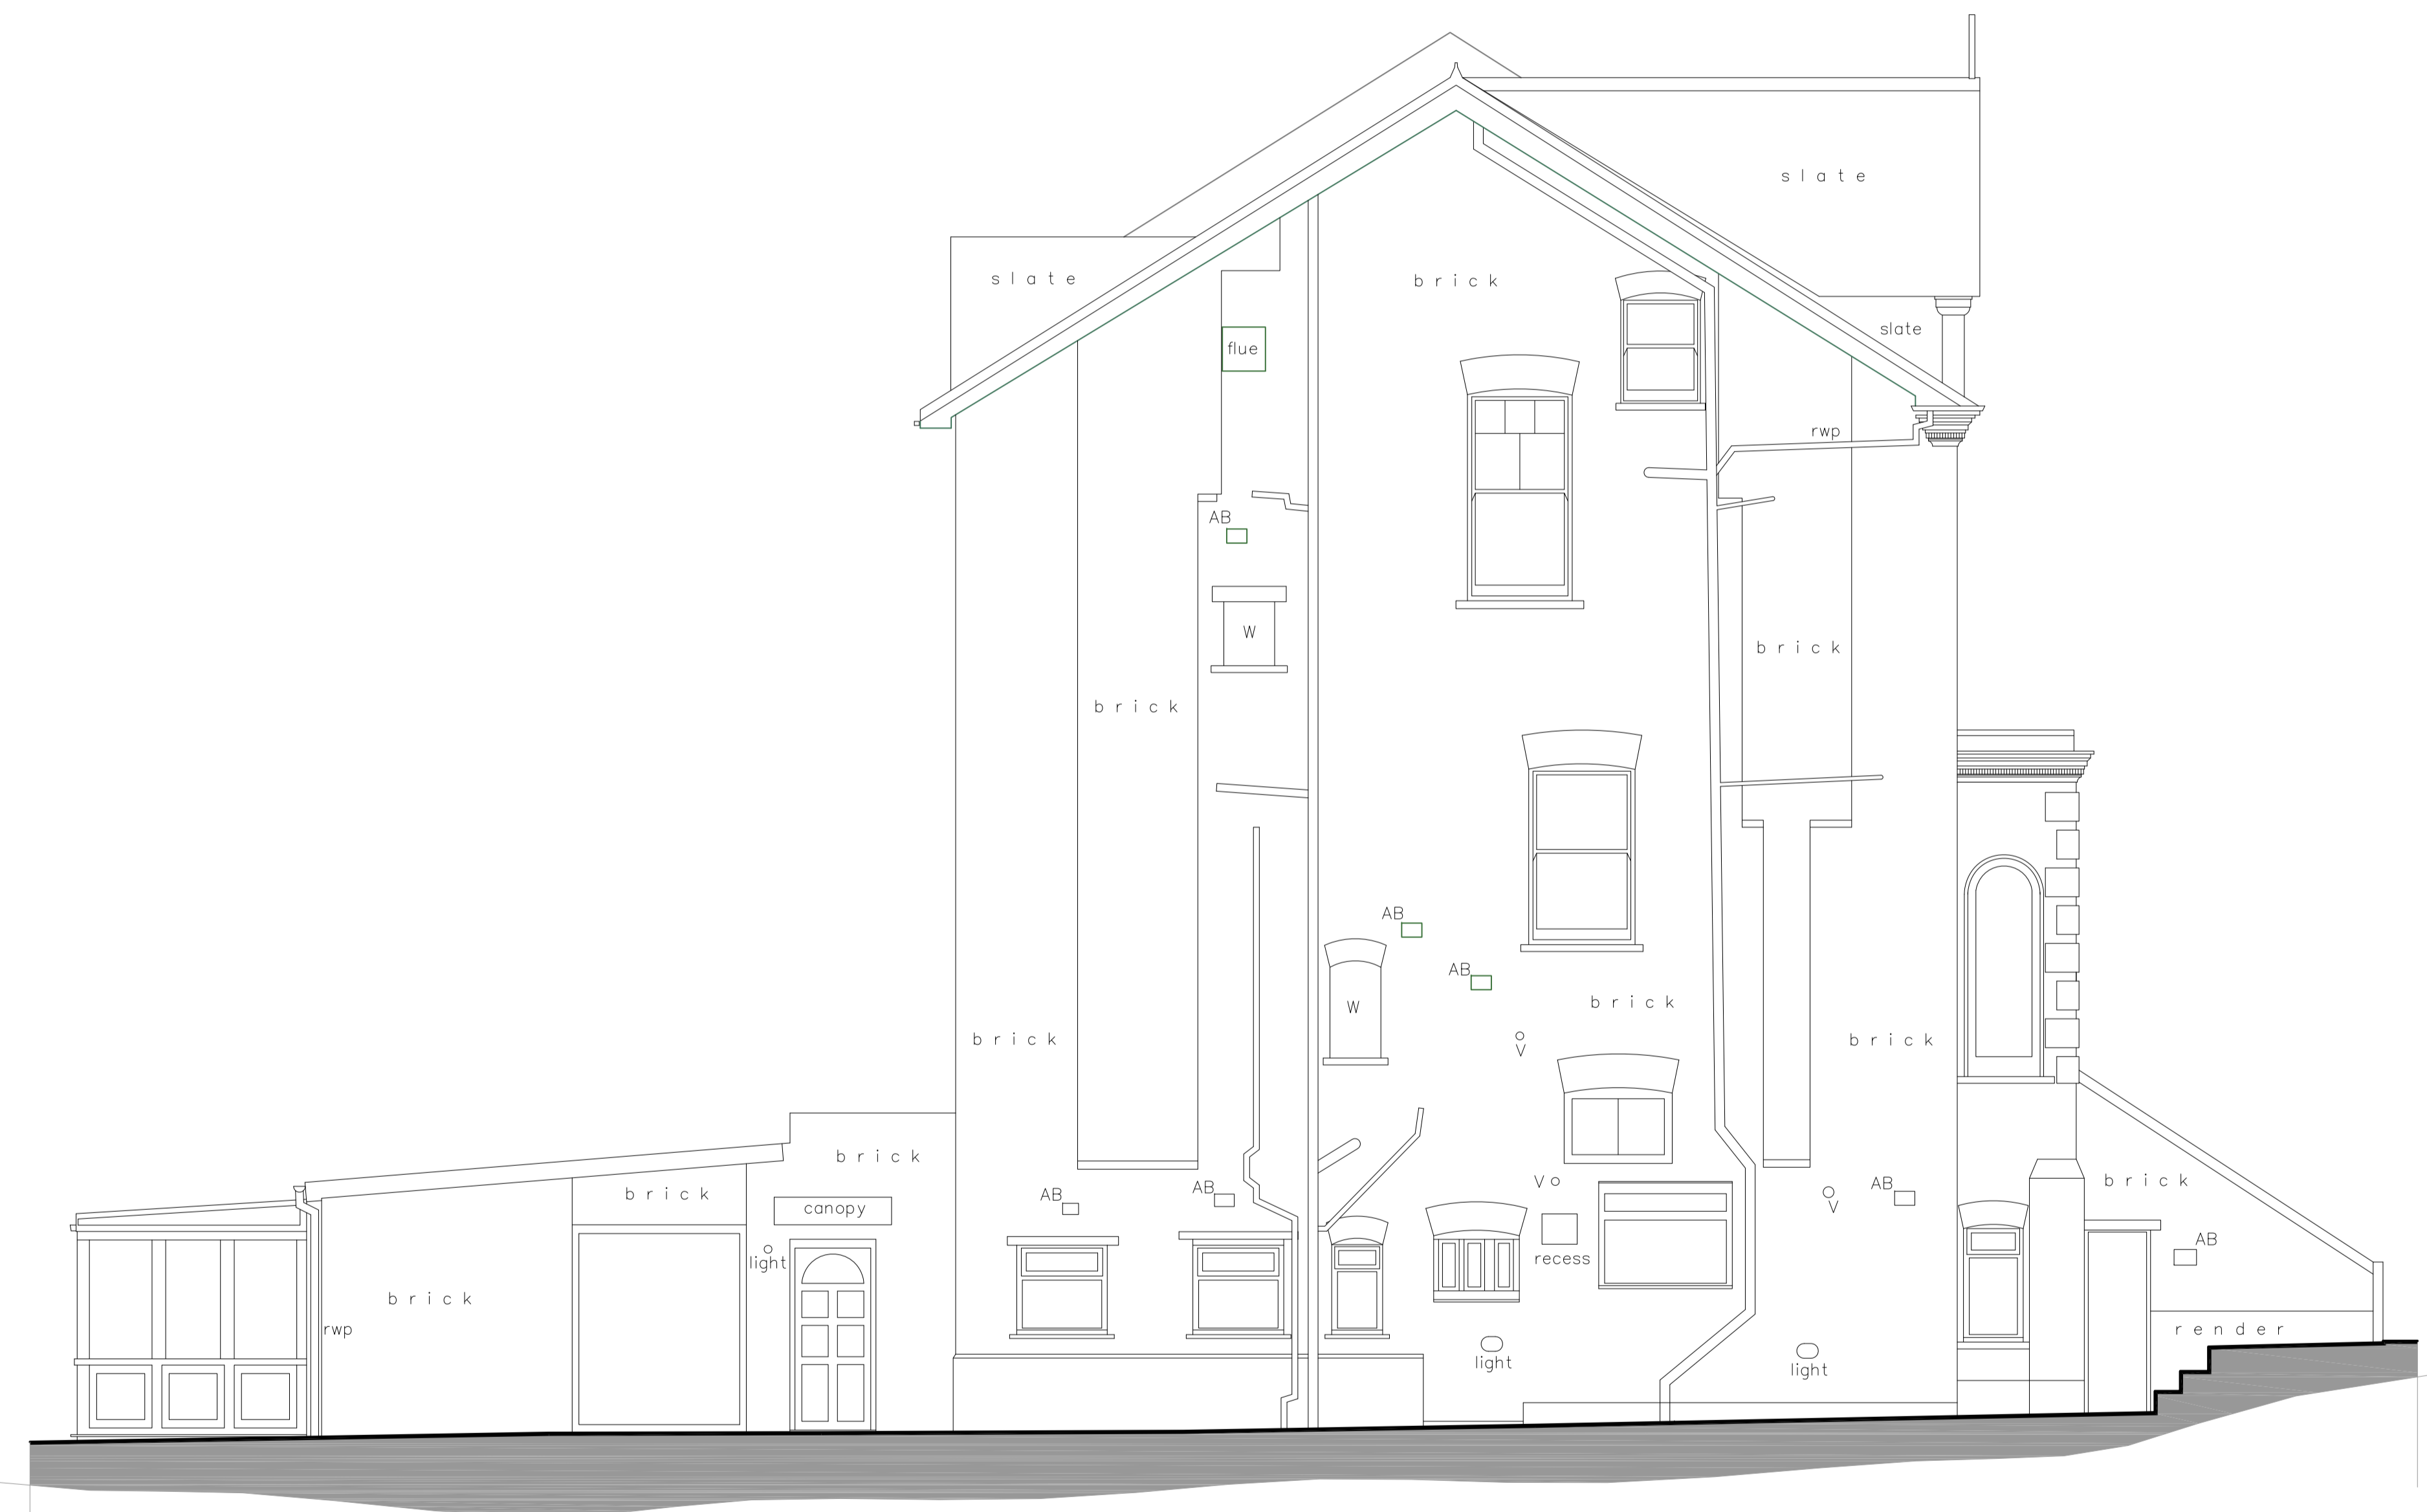 slate
slate
brick
slate
flue
rwp
AB
W
brick
brick
AB
AB
brick
W
brick
brick
V
brick
V
AB
brick
brick
AB
AB
V
canopy
AB
light
recess
brick
rwp
render
light
light